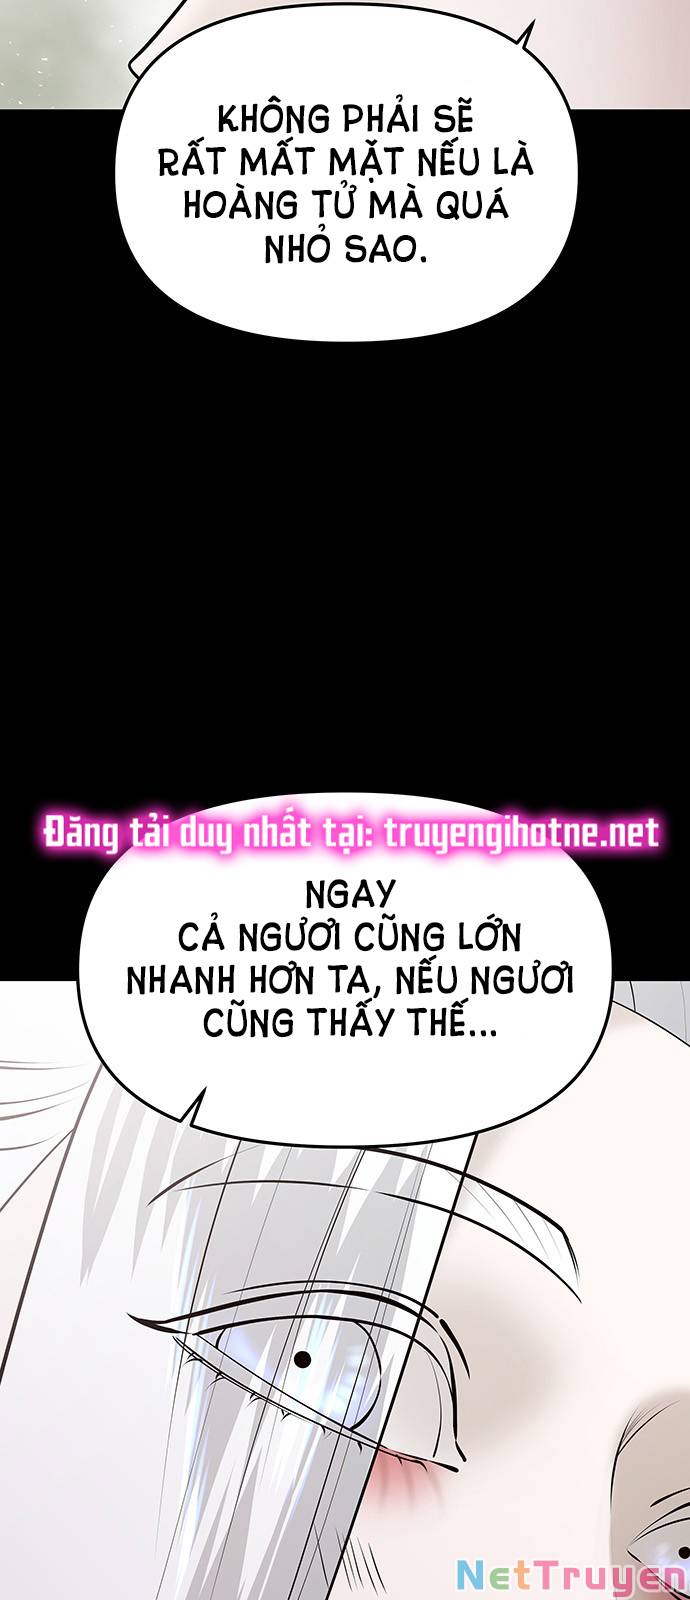 KHÔNG PHẢI SẼ
RẤT MẤT MẶT NẾU LÀ
HOÀNG TỬ MÀ QUÁ
NHỎ SAO.
Đăng tải duy nhất tại: truyengihotne.net
NGAY
CẢ NGƯƠI CŨNG LỚN
NHANH HƠN TA, NẾU NGƯƠI
CŨNG THẤY THẾ...
NetTruyen